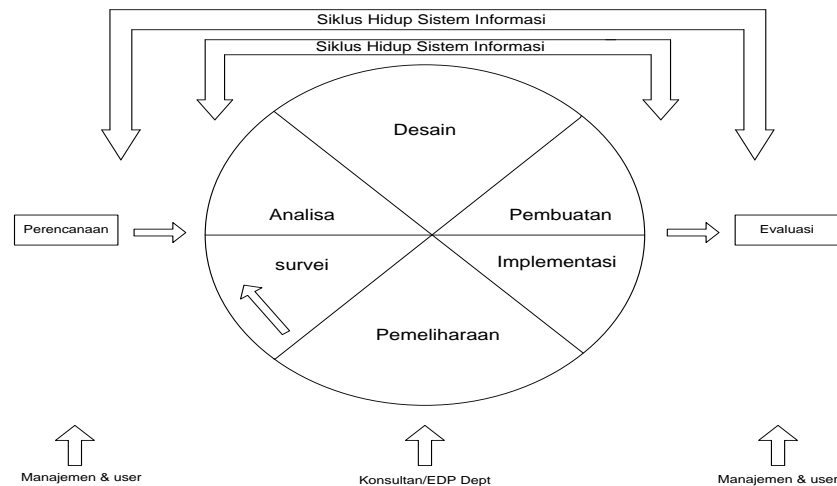 Siklus Hidup Sistem Informasi
Siklus Hidup Sistem Informasi
Desain
Analisa
Pembuatan
Perencanaan
Evaluasi
survei
Implementasi
Pemeliharaan
Manajemen & user
Konsultan/EDP Dept
Manajemen & user